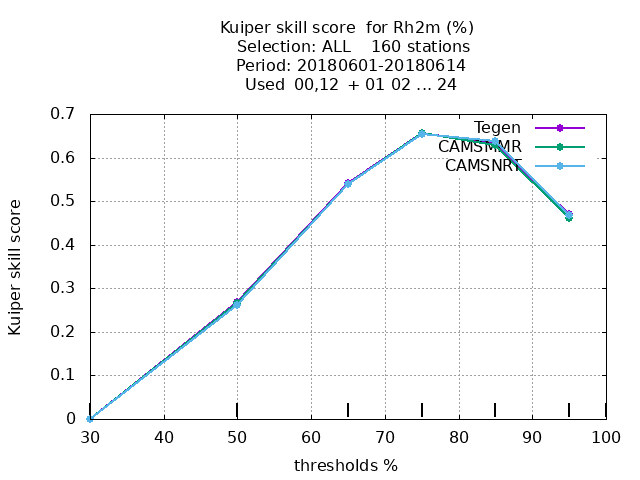 Kuiper skill score  for Rh2m (%)
Selection: ALL    160 stations
Period: 20180601-20180614
Used  00,12  + 01 02 ... 24
0.7
0.6
0.5
0.4
0.3
0.2
0.1
0
Kuiper skill score
Tegen
CAMSMMR
CAMSNRT
30 40 50 60 70 80 90 100
thresholds %